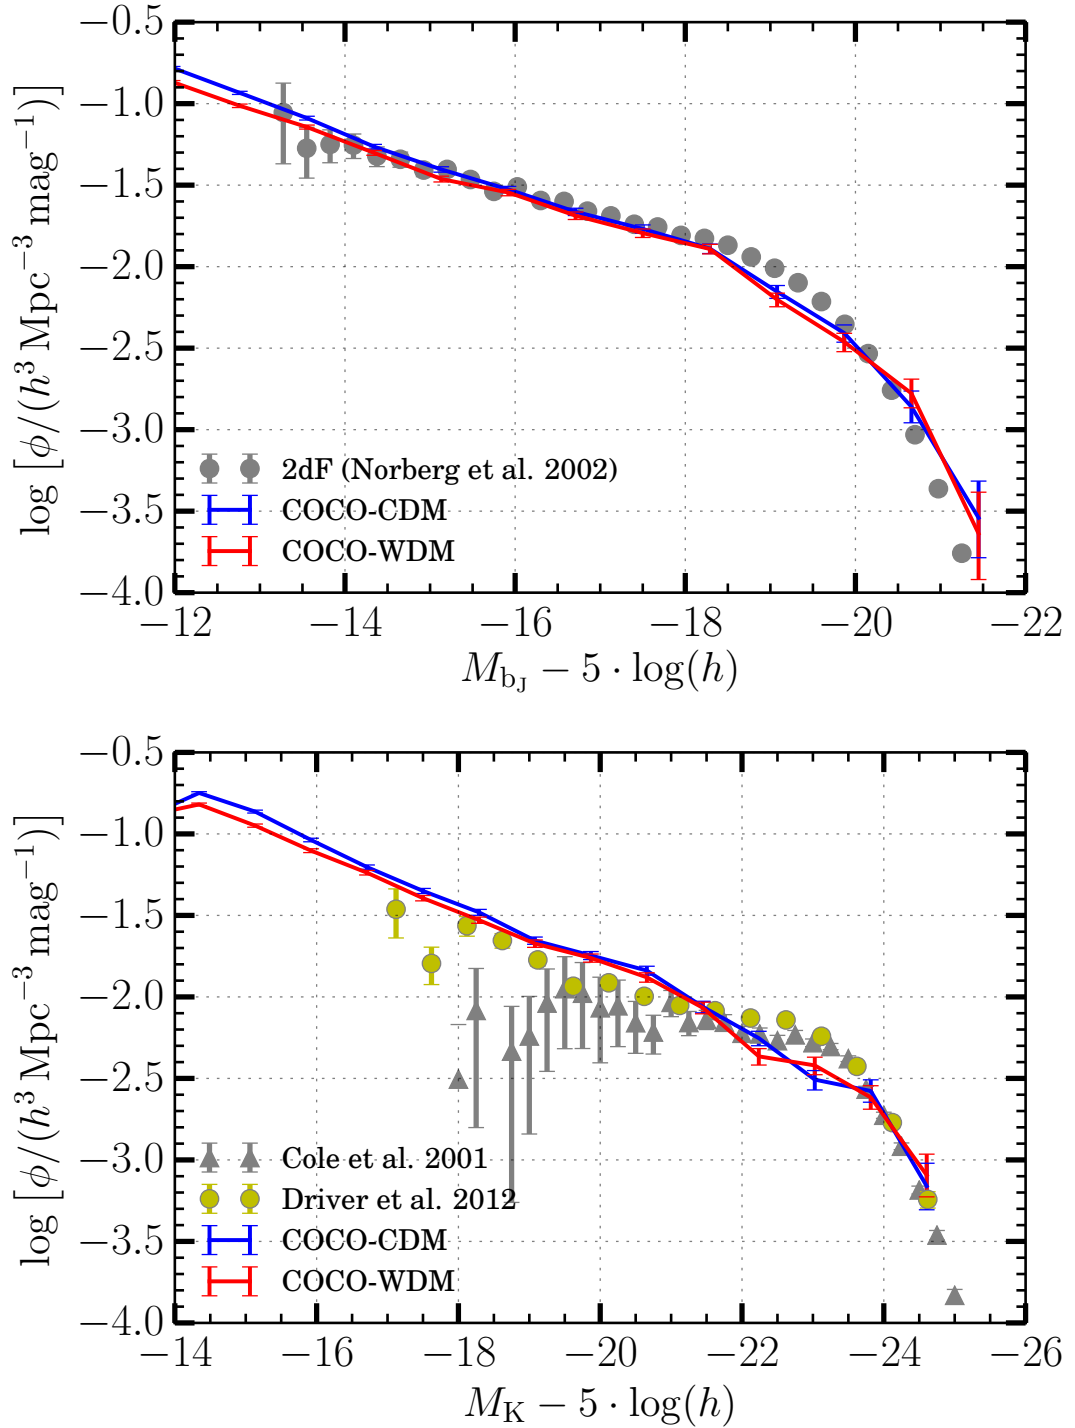 −0.5
−1.0
−1.5
−2.0
−2.5
−3.0
−3.5
−4.0
log [ϕ/(h³ Mpc⁻³ mag⁻¹)]
2dF (Norberg et al. 2002)
COCO-CDM
COCO-WDM
−12 −14 −16 −18 −20 −22
M_{b_J} − 5 · log(h)
−0.5
−1.0
−1.5
−2.0
−2.5
−3.0
−3.5
−4.0
log [ϕ/(h³ Mpc⁻³ mag⁻¹)]
Cole et al. 2001
Driver et al. 2012
COCO-CDM
COCO-WDM
−14 −16 −18 −20 −22 −24 −26
M_K − 5 · log(h)